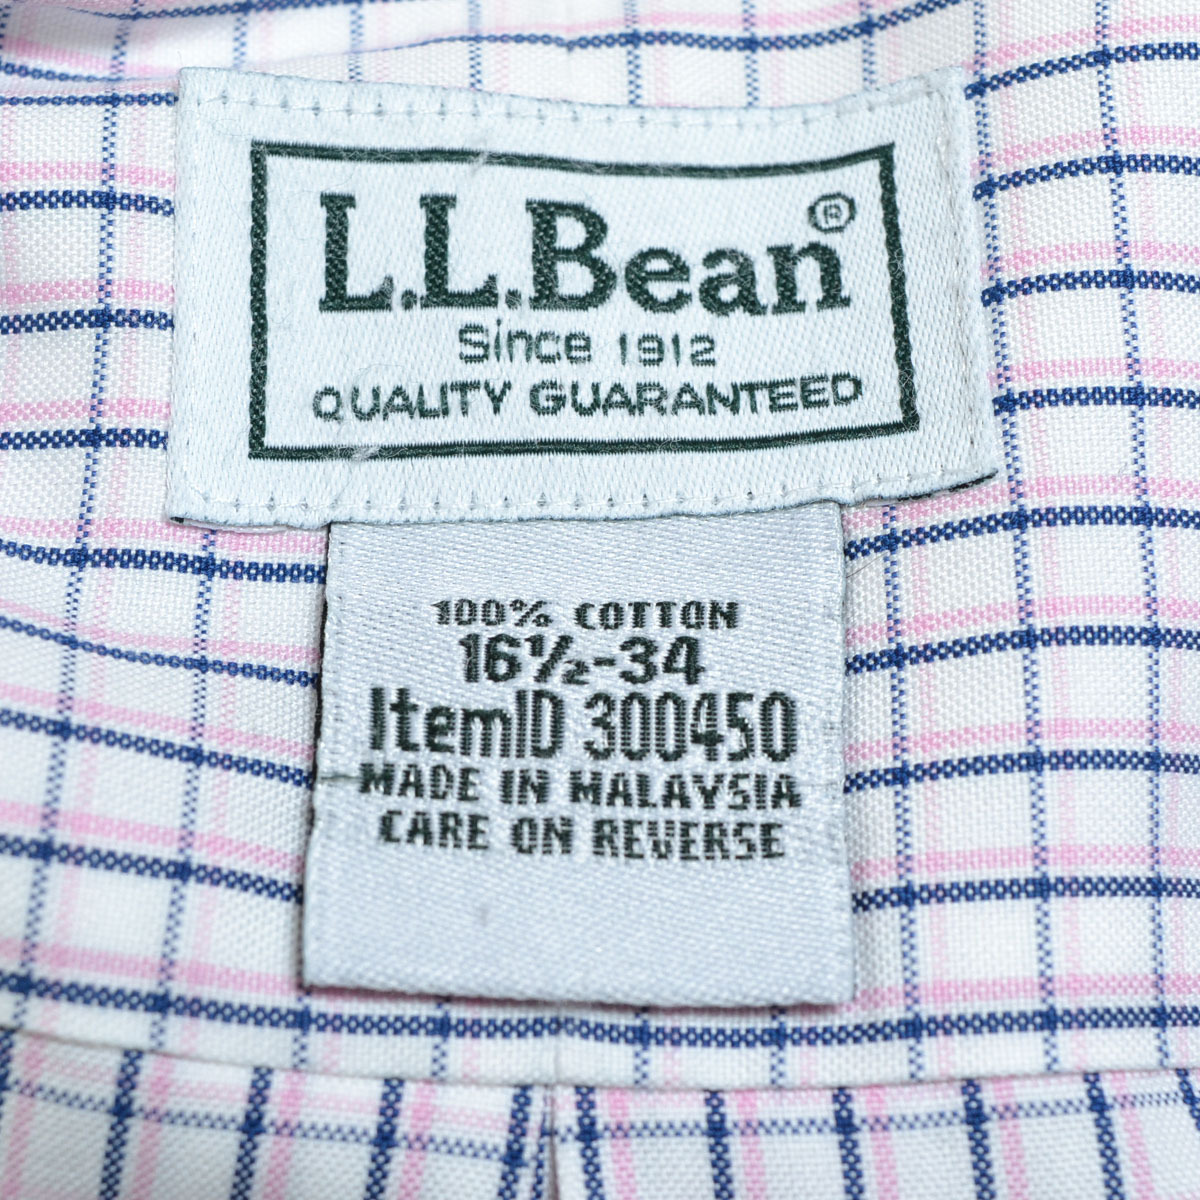 L.L.Bean®
Since 1912
QUALITY GUARANTEED
100% COTTON
16½-34
ItemID 300450
MADE IN MALAYSIA
CARE ON REVERSE